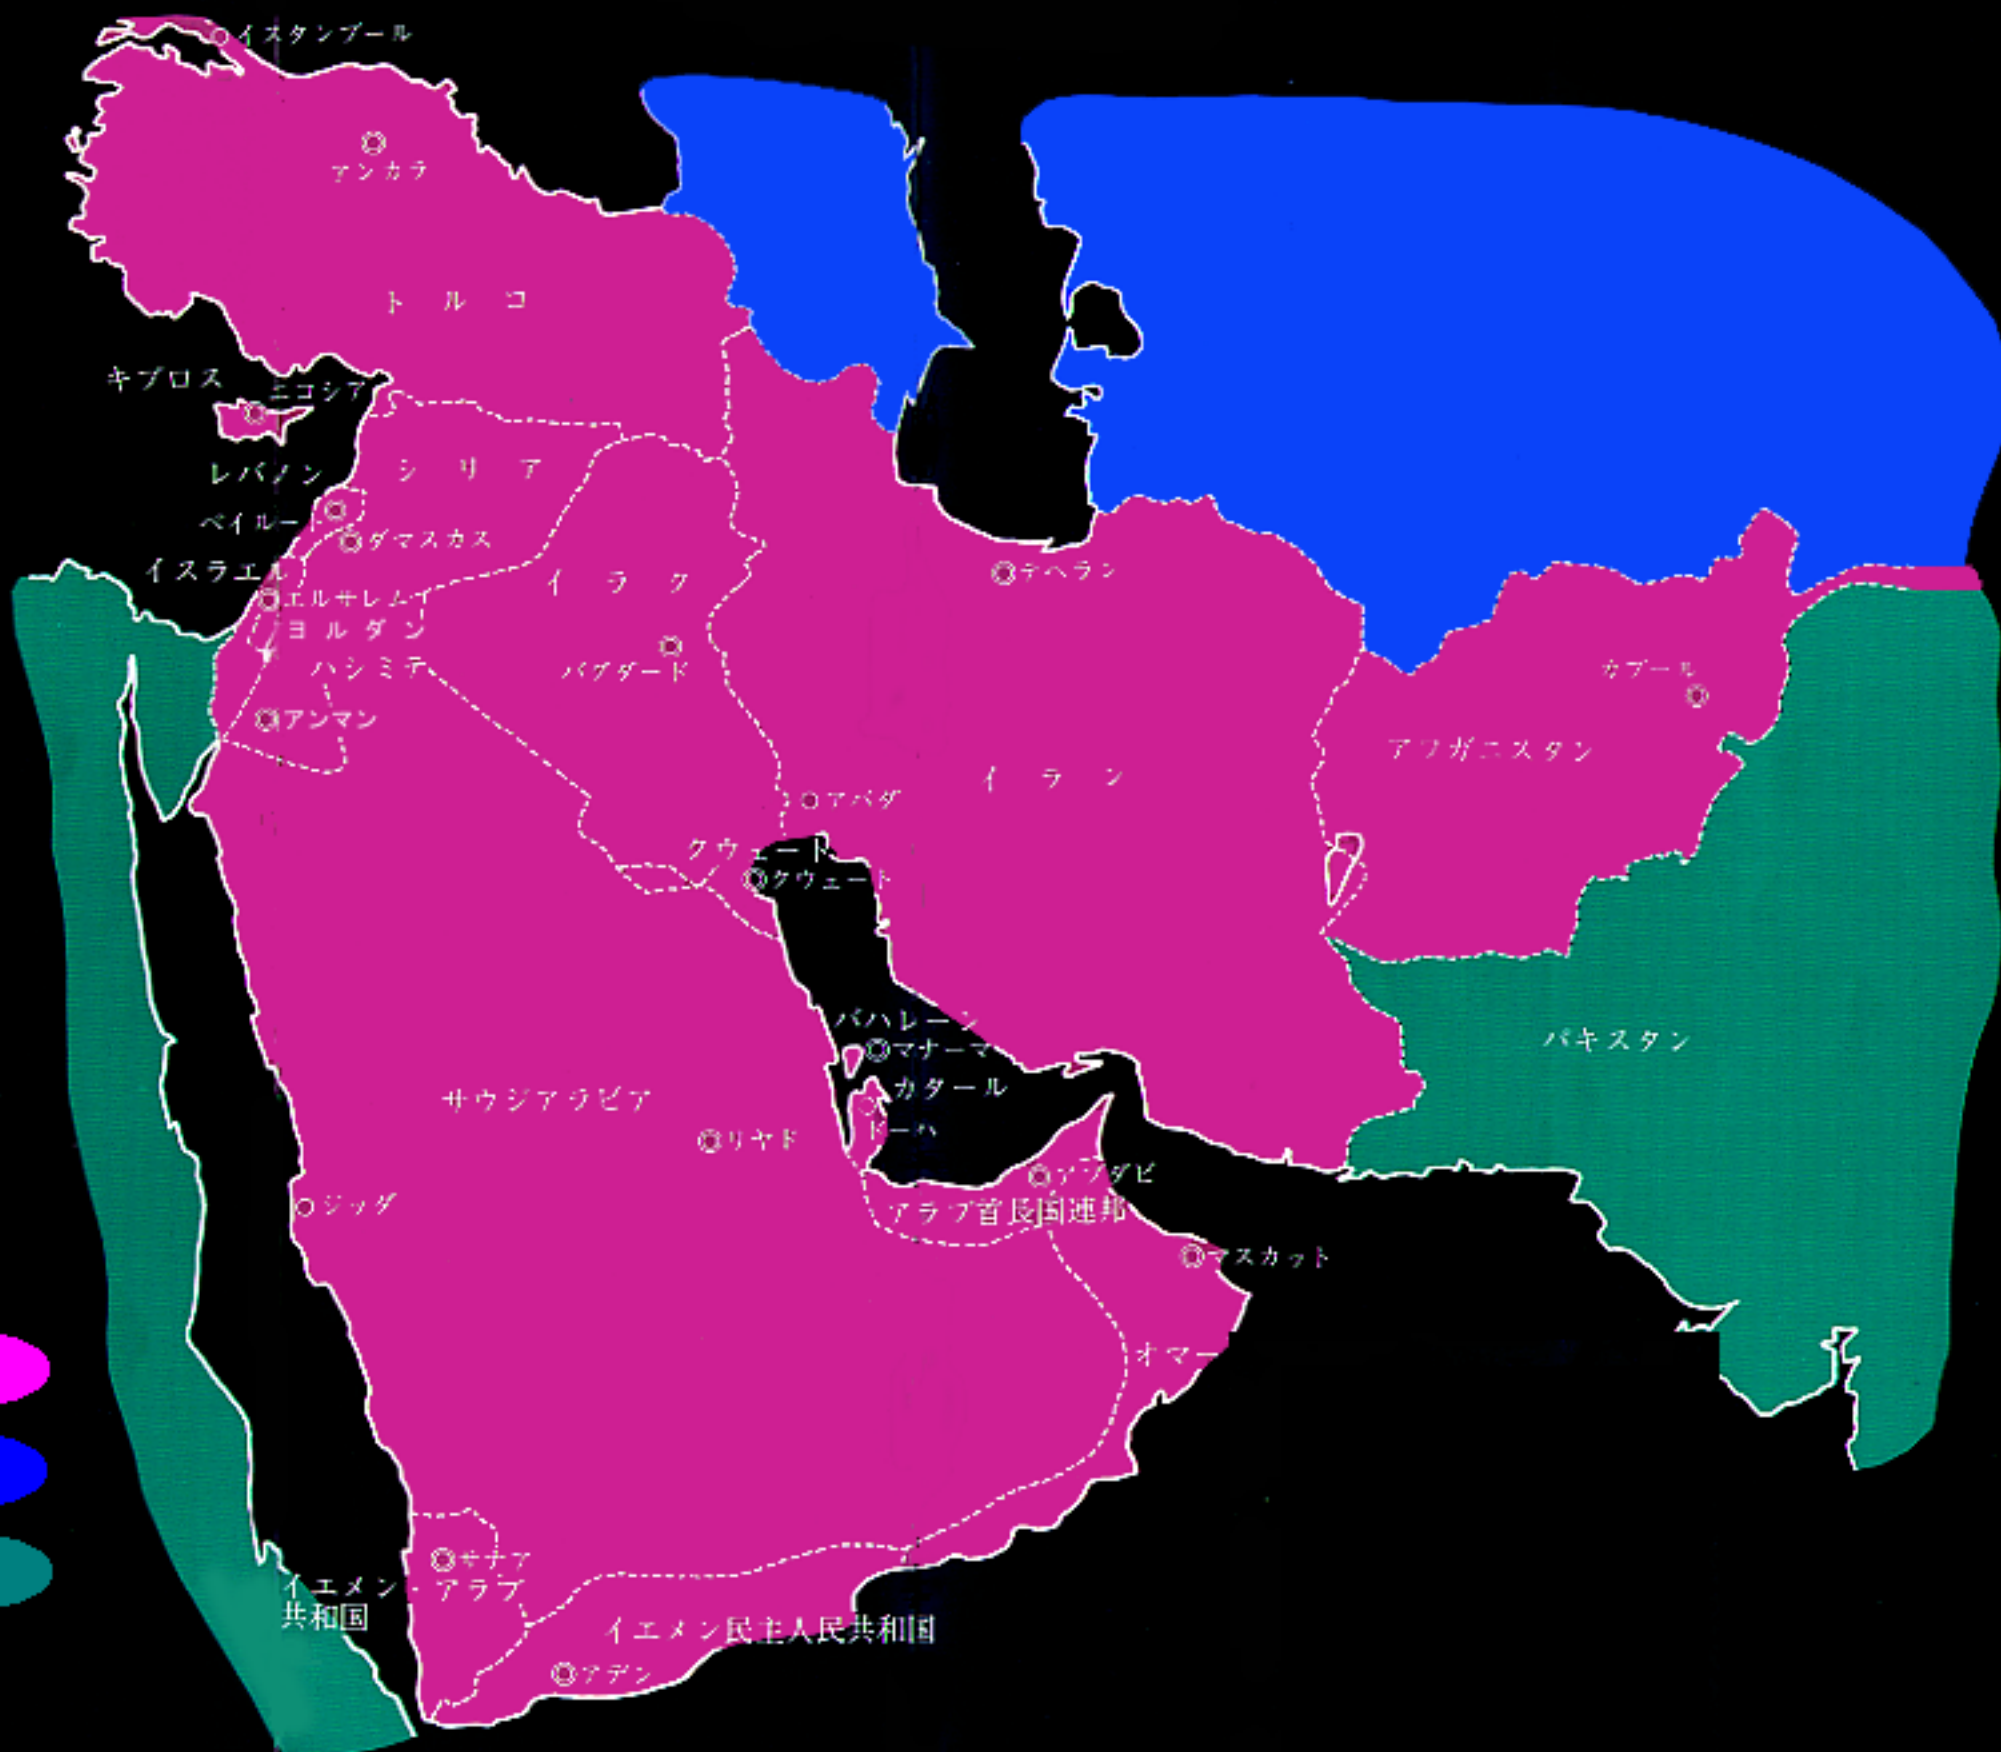 イスタンブール
アンカラ
トルコ
キプロス
ニコシア
レバノン
シリア
ベイルート
ダマスカス
イスラエル
イラク
テヘラン
エルサレム
ヨルダン
ハシミテ
バグダード
カブール
アンマン
アフガニスタン
イラン
アバダ
クウェート
クウェート
バハレーン
マナーマ
パキスタン
カタール
サウジアラビア
ドーハ
リヤド
アブダビ
ジッダ
アラブ首長国連邦
マスカット
オマー
サナア
イエメン・アラブ
共和国
イエメン民主人民共和国
アデン